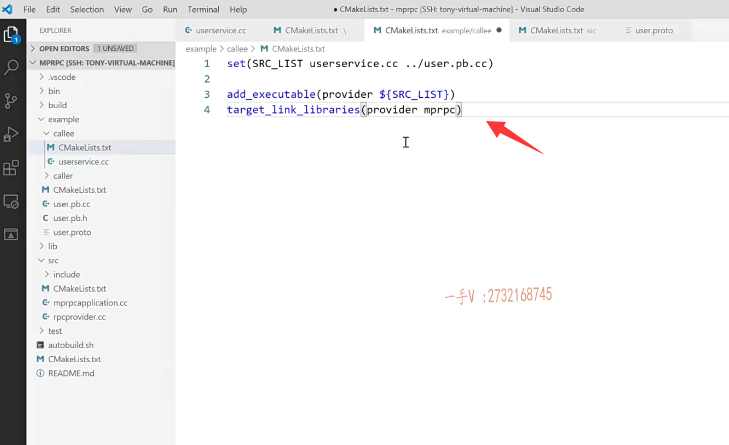 File Edit Selection View Go Run Terminal Help
● CMakeLists.txt - mprpc [SSH: tony-virtual-machine] - Visual Studio Code
EXPLORER
userservice.cc
CMakeLists.txt .\
CMakeLists.txt example/callee ●
CMakeLists.txt src
user.proto
OPEN EDITORS 1 UNSAVED
MPRPC [SSH: TONY-VIRTUAL-MACHINE]
.vscode
bin
build
example
callee
CMakeLists.txt
userservice.cc
caller
CMakeLists.txt
user.pb.cc
user.pb.h
user.proto
lib
src
include
CMakeLists.txt
mprpcapplication.cc
rpcprovider.cc
test
autobuild.sh
CMakeLists.txt
README.md
example > callee > CMakeLists.txt
1 set(SRC_LIST userservice.cc ../user.pb.cc)
2
3 add_executable(provider ${SRC_LIST})
4 target_link_libraries(provider mprpc)
一手V :2732168745